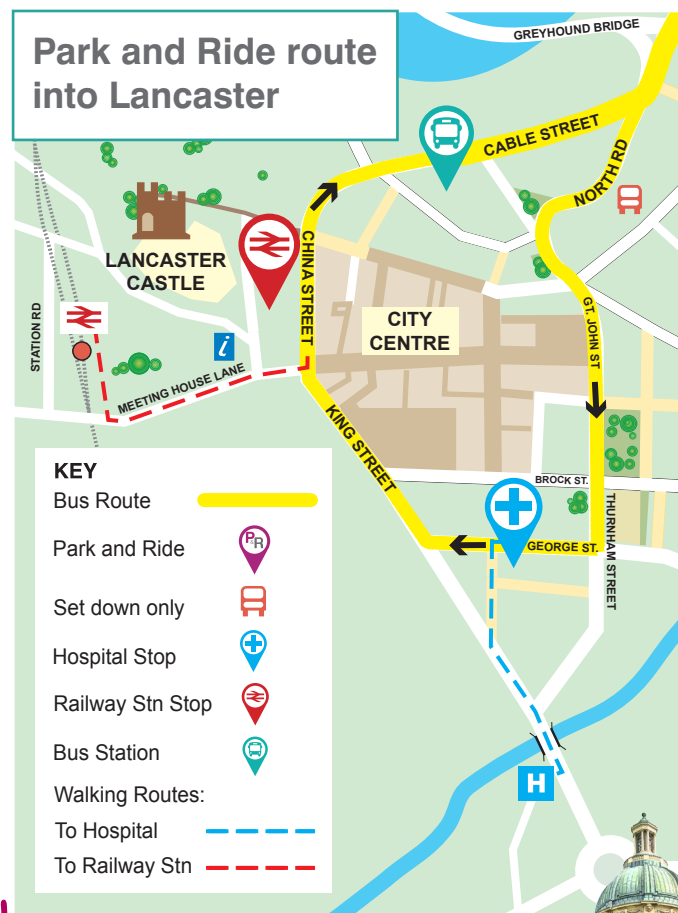 Park and Ride route
into Lancaster
GREYHOUND BRIDGE
CABLE STREET
NORTH RD
LANCASTER
CASTLE
CHINA STREET
CITY
CENTRE
GT. JOHN ST
STATION RD
i
MEETING HOUSE LANE
KING STREET
BROCK ST.
THURNHAM STREET
GEORGE ST.
H
KEY
Bus Route
Park and Ride
P&R
Set down only
Hospital Stop
Railway Stn Stop
Bus Station
Walking Routes:
To Hospital
To Railway Stn